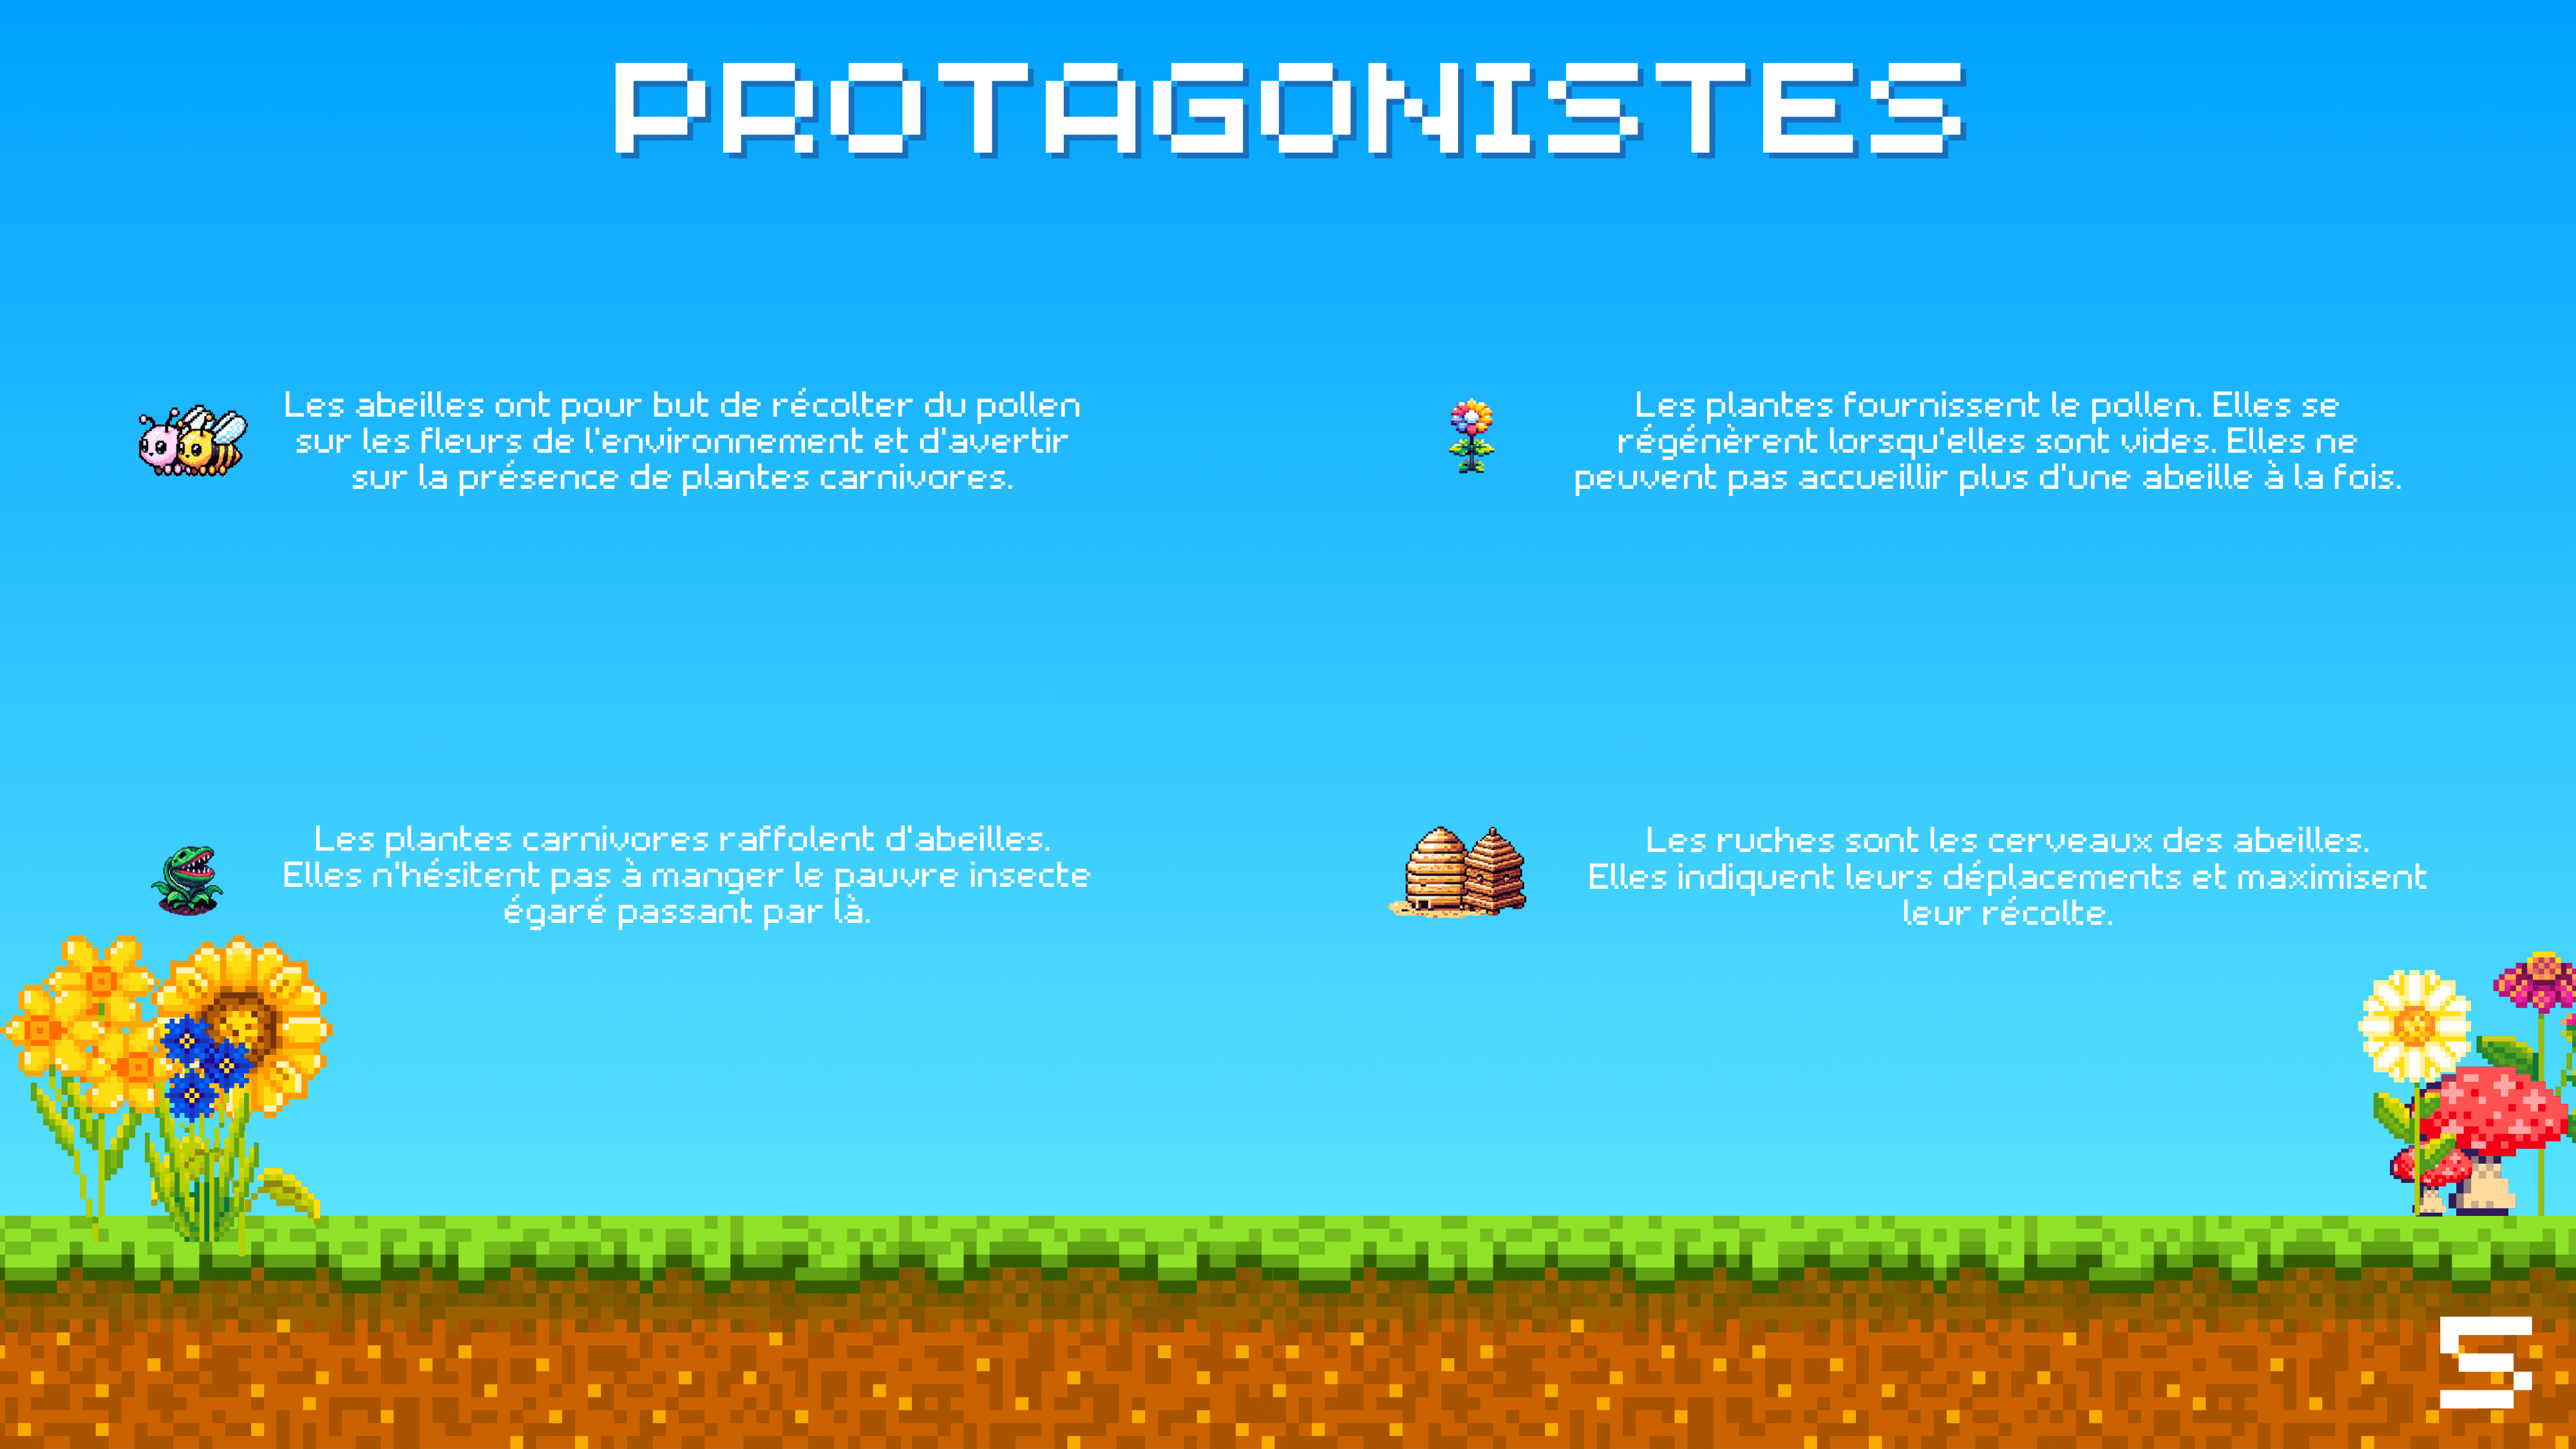 PROTAGONISTES
Les abeilles ont pour but de récolter du pollen
sur les fleurs de l'environnement et d'avertir
sur la présence de plantes carnivores.
Les plantes fournissent le pollen. Elles se
régénèrent lorsqu'elles sont vides. Elles ne
peuvent pas accueillir plus d'une abeille à la fois.
Les plantes carnivores raffolent d'abeilles.
Elles n'hésitent pas à manger le pauvre insecte
égaré passant par là.
Les ruches sont les cerveaux des abeilles.
Elles indiquent leurs déplacements et maximisent
leur récolte.
5